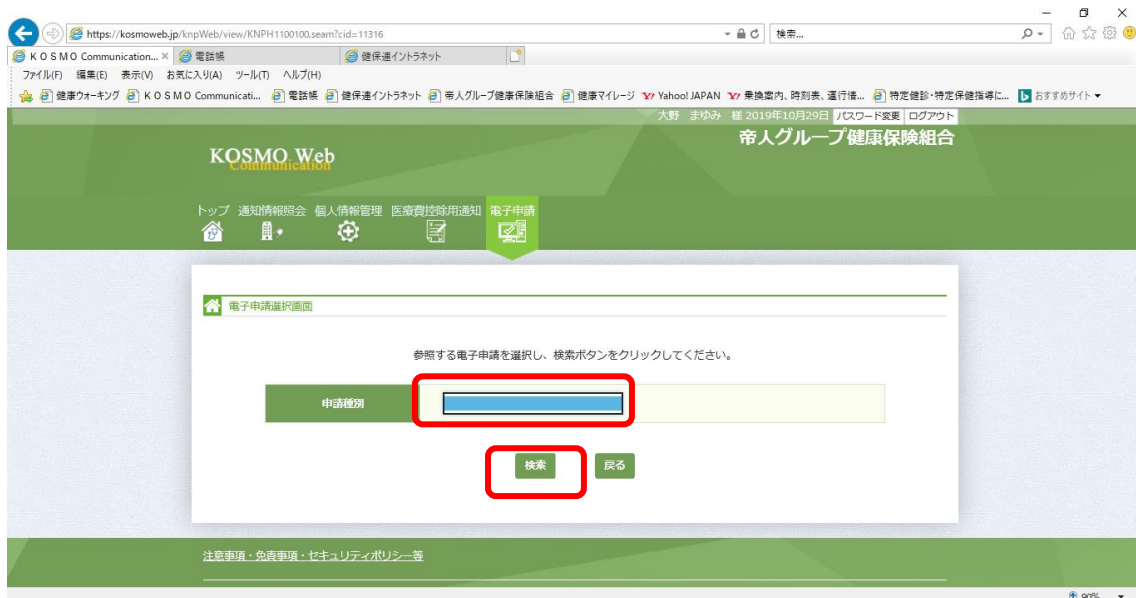 https://kosmoweb.jp/knpWeb/view/KNPH1100100.seam?cid=11316
検索...
K O S M O Communication... ×
電話帳
健保連イントラネット
ファイル(F) 編集(E) 表示(V) お気に入り(A) ツール(T) ヘルプ(H)
健康ウオーキング K O S M O Communicati... 電話帳 健保連イントラネット 帝人グループ健康保険組合 健康マイレージ Yahoo! JAPAN 乗換案内、時刻表、運行情... 特定健診・特定保健指導に... おすすめサイト
大野 まゆみ 様 2019年10月29日 パスワード変更 ログアウト
帝人グループ健康保険組合
KOSMO Web
Communication
トップ 通知情報照会 個人情報管理 医療費控除用通知 電子申請
電子申請選択画面
参照する電子申請を選択し、検索ボタンをクリックしてください。
申請種別
検索 戻る
注意事項・免責事項・セキュリティポリシー等
90%